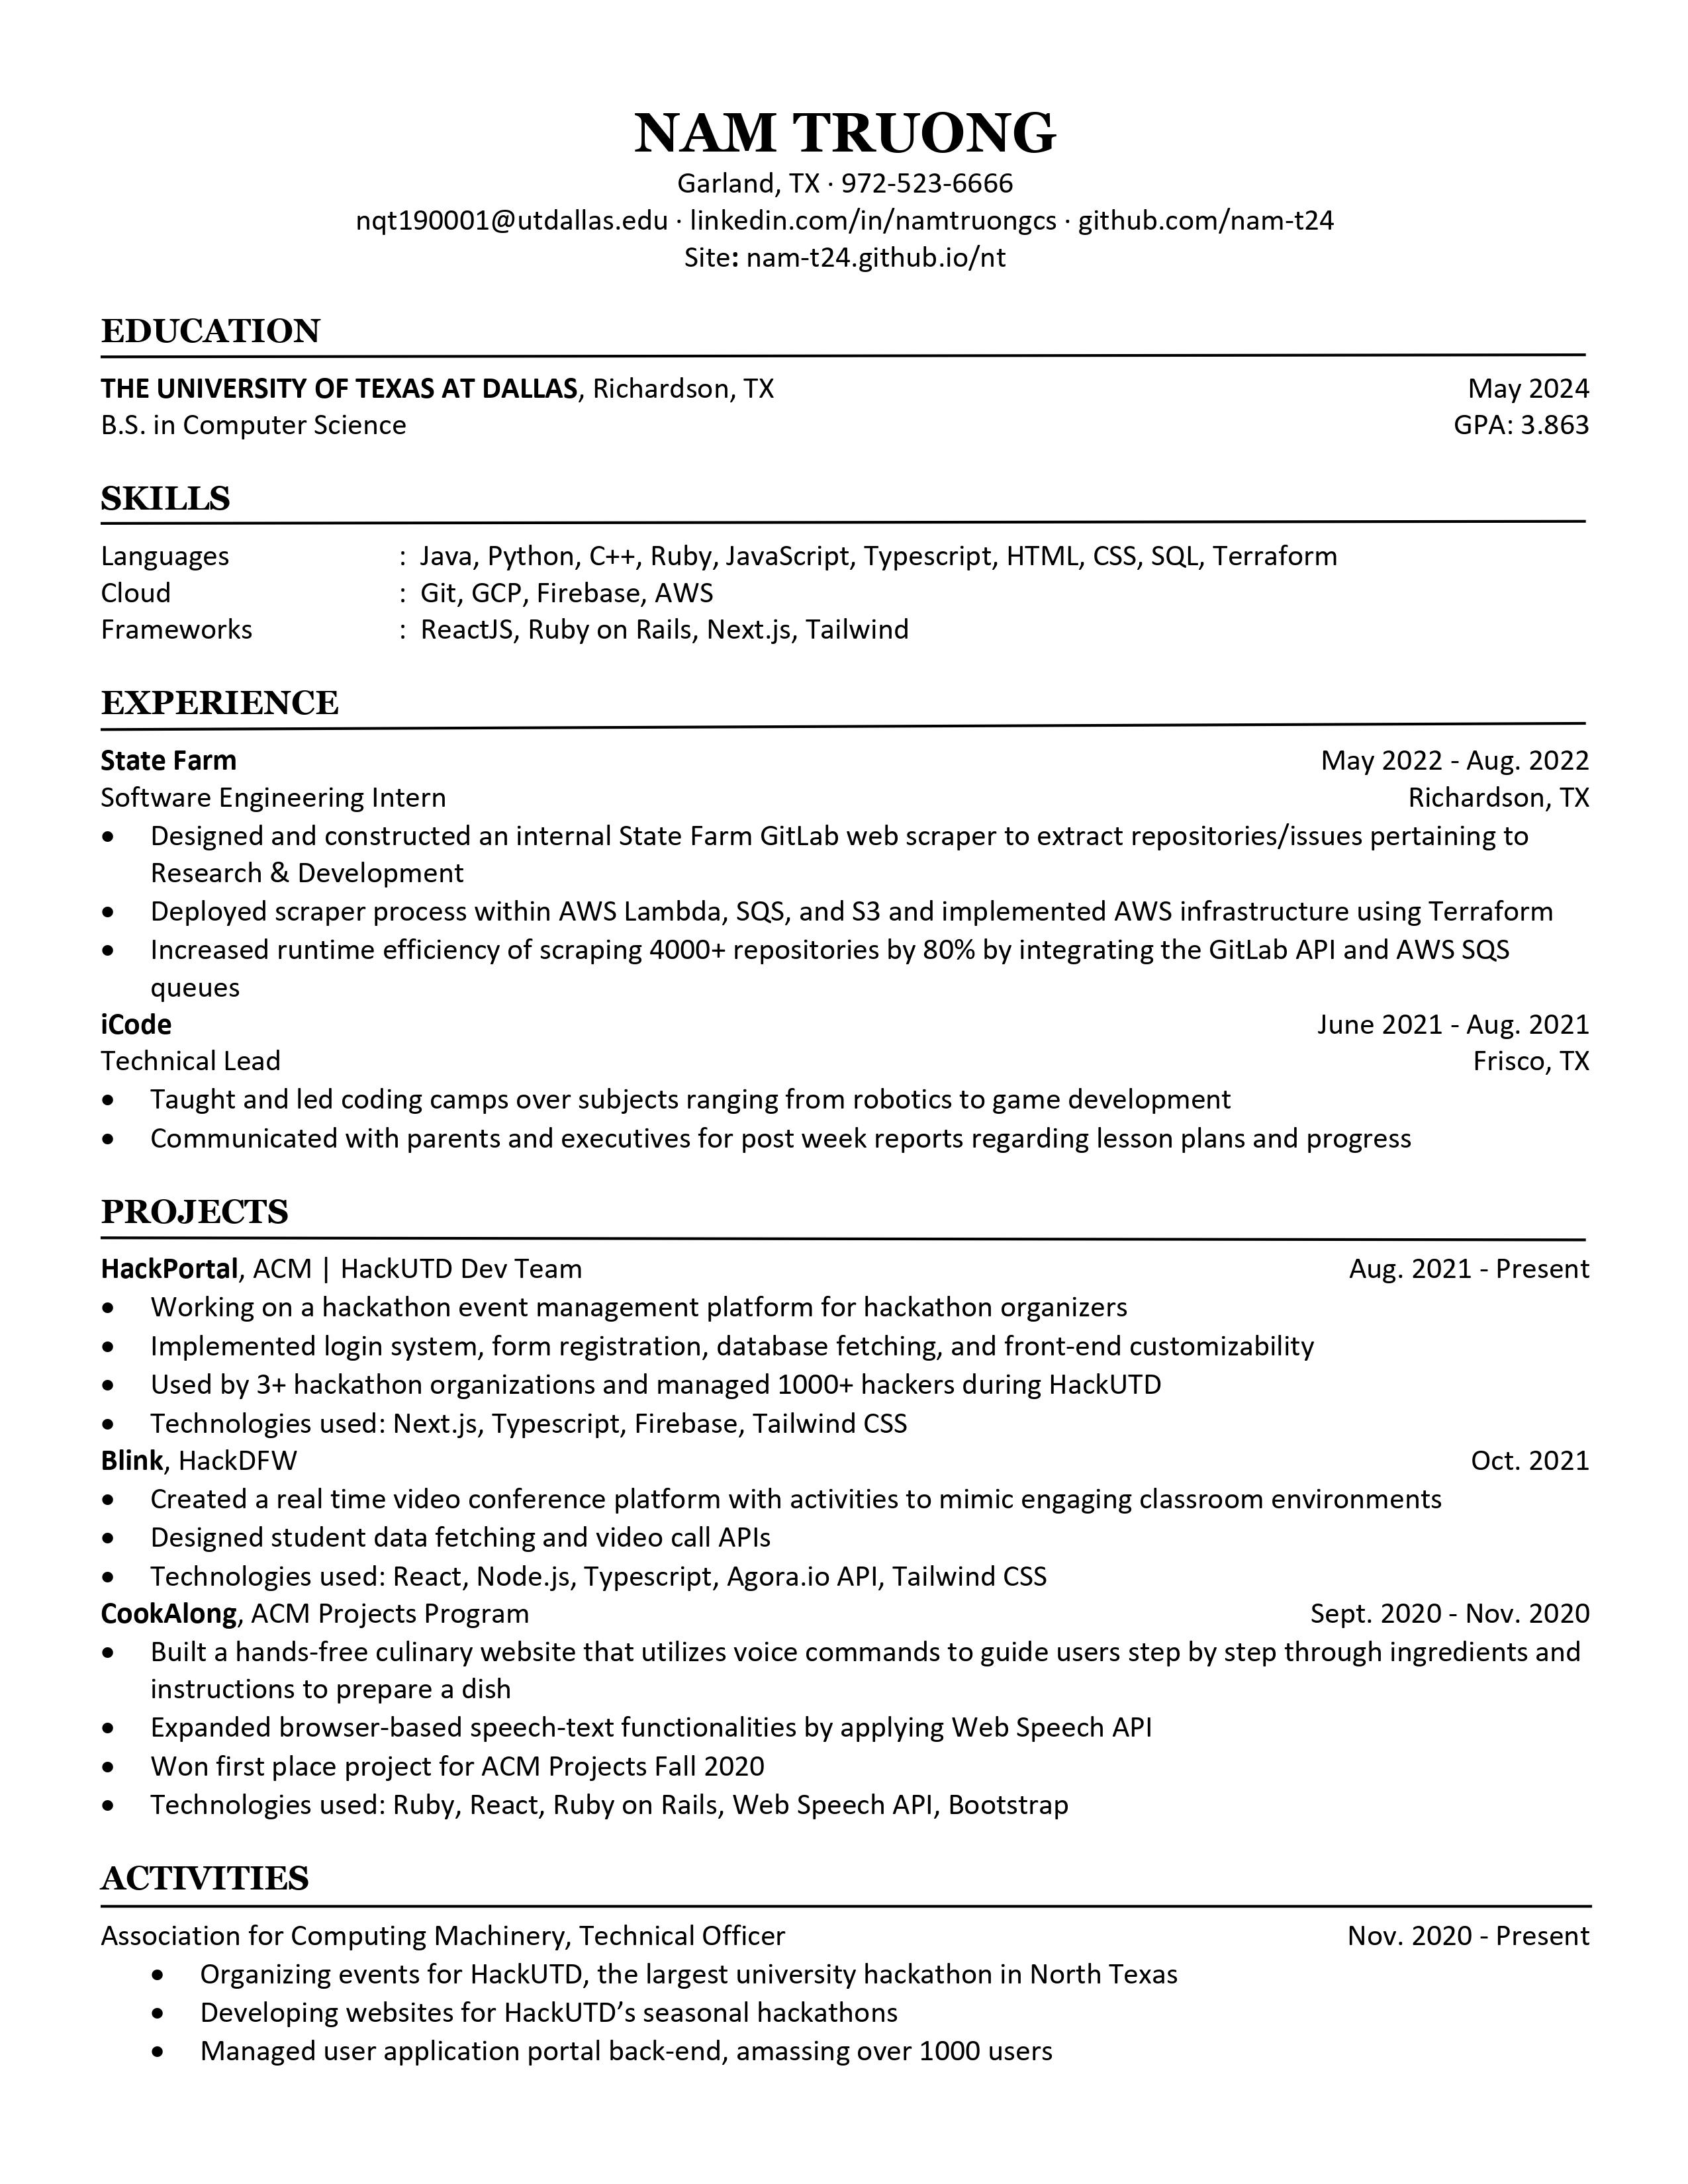 NAM TRUONG
Garland, TX · 972-523-6666
nqt190001@utdallas.edu · linkedin.com/in/namtruongcs · github.com/nam-t24
Site: nam-t24.github.io/nt
EDUCATION
THE UNIVERSITY OF TEXAS AT DALLAS, Richardson, TX May 2024
B.S. in Computer Science GPA: 3.863
SKILLS
Languages : Java, Python, C++, Ruby, JavaScript, Typescript, HTML, CSS, SQL, Terraform
Cloud : Git, GCP, Firebase, AWS
Frameworks : ReactJS, Ruby on Rails, Next.js, Tailwind
EXPERIENCE
State Farm May 2022 - Aug. 2022
Software Engineering Intern Richardson, TX
• Designed and constructed an internal State Farm GitLab web scraper to extract repositories/issues pertaining to
Research & Development
• Deployed scraper process within AWS Lambda, SQS, and S3 and implemented AWS infrastructure using Terraform
• Increased runtime efficiency of scraping 4000+ repositories by 80% by integrating the GitLab API and AWS SQS
queues
iCode June 2021 - Aug. 2021
Technical Lead Frisco, TX
• Taught and led coding camps over subjects ranging from robotics to game development
• Communicated with parents and executives for post week reports regarding lesson plans and progress
PROJECTS
HackPortal, ACM | HackUTD Dev Team Aug. 2021 - Present
• Working on a hackathon event management platform for hackathon organizers
• Implemented login system, form registration, database fetching, and front-end customizability
• Used by 3+ hackathon organizations and managed 1000+ hackers during HackUTD
• Technologies used: Next.js, Typescript, Firebase, Tailwind CSS
Blink, HackDFW Oct. 2021
• Created a real time video conference platform with activities to mimic engaging classroom environments
• Designed student data fetching and video call APIs
• Technologies used: React, Node.js, Typescript, Agora.io API, Tailwind CSS
CookAlong, ACM Projects Program Sept. 2020 - Nov. 2020
• Built a hands-free culinary website that utilizes voice commands to guide users step by step through ingredients and
instructions to prepare a dish
• Expanded browser-based speech-text functionalities by applying Web Speech API
• Won first place project for ACM Projects Fall 2020
• Technologies used: Ruby, React, Ruby on Rails, Web Speech API, Bootstrap
ACTIVITIES
Association for Computing Machinery, Technical Officer Nov. 2020 - Present
• Organizing events for HackUTD, the largest university hackathon in North Texas
• Developing websites for HackUTD’s seasonal hackathons
• Managed user application portal back-end, amassing over 1000 users